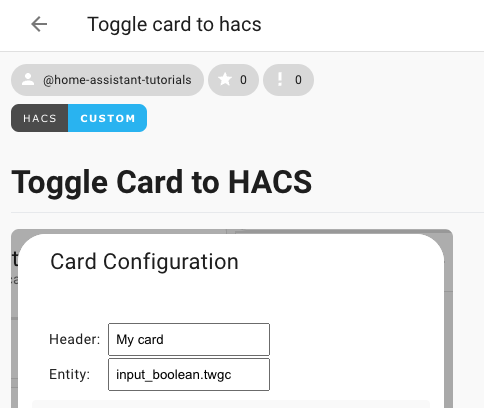 Toggle card to hacs
@home-assistant-tutorials 0 0
HACS CUSTOM
Toggle Card to HACS
Card Configuration
Header: My card
Entity: input_boolean.twgc